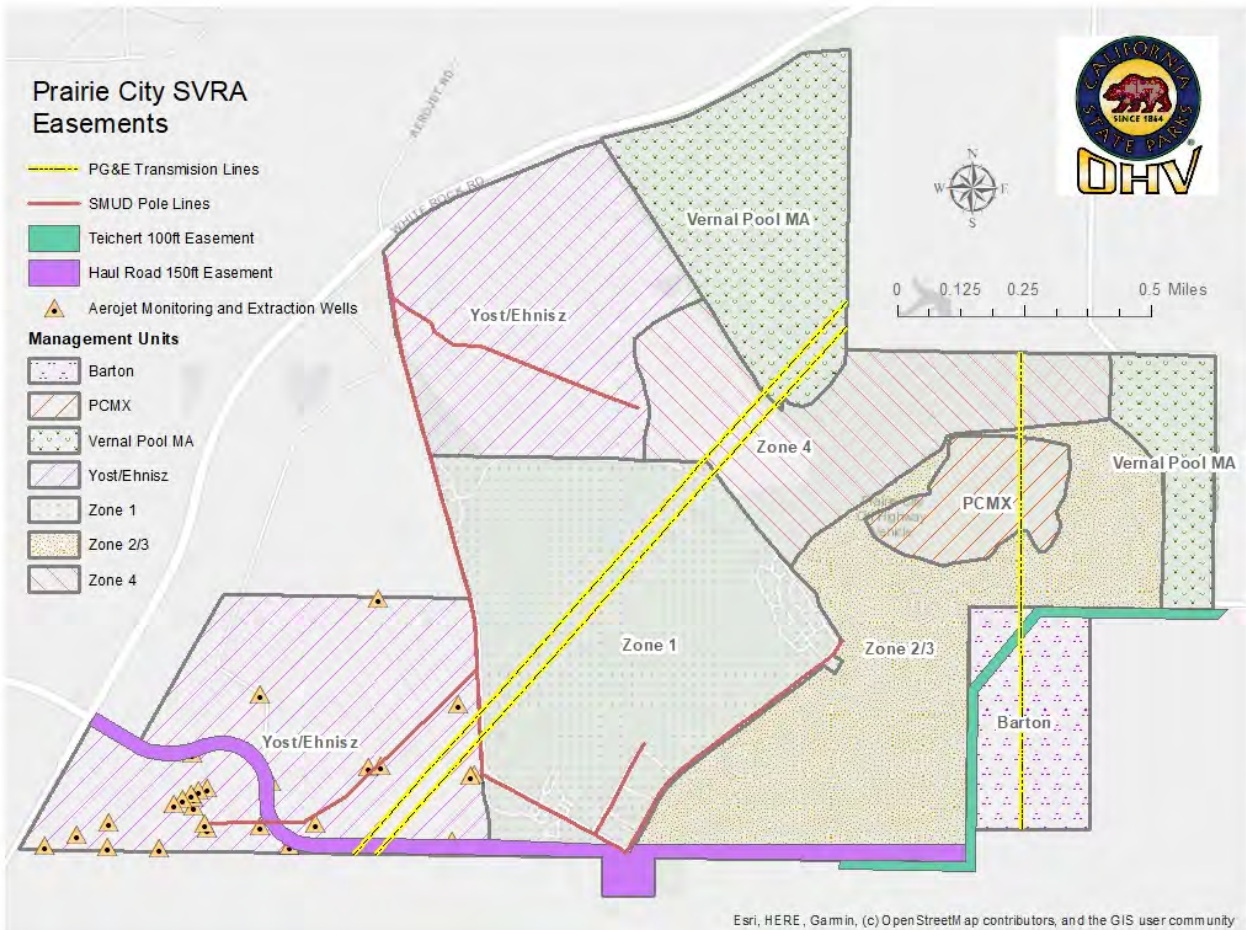 Prairie City SVRA
Easements
PG&E Transmision Lines
SMUD Pole Lines
Teichert 100ft Easement
Haul Road 150ft Easement
Aerojet Monitoring and Extraction Wells
Management Units
Barton
PCMX
Vernal Pool MA
Yost/Ehnisz
Zone 1
Zone 2/3
Zone 4
AEROJET RD
WHITE ROCK RD
CALIFORNIA
SINCE 1864
STATE PARKS
OHV
N
W E
S
0 0.125 0.25 0.5 Miles
Vernal Pool MA
Yost/Ehnisz
Zone 4
Vernal Pool MA
PCMX
Highway
Zone 1
Zone 2/3
Barton
Yost/Ehnisz
Esri, HERE, Garmin, (c) OpenStreetMap contributors, and the GIS user community